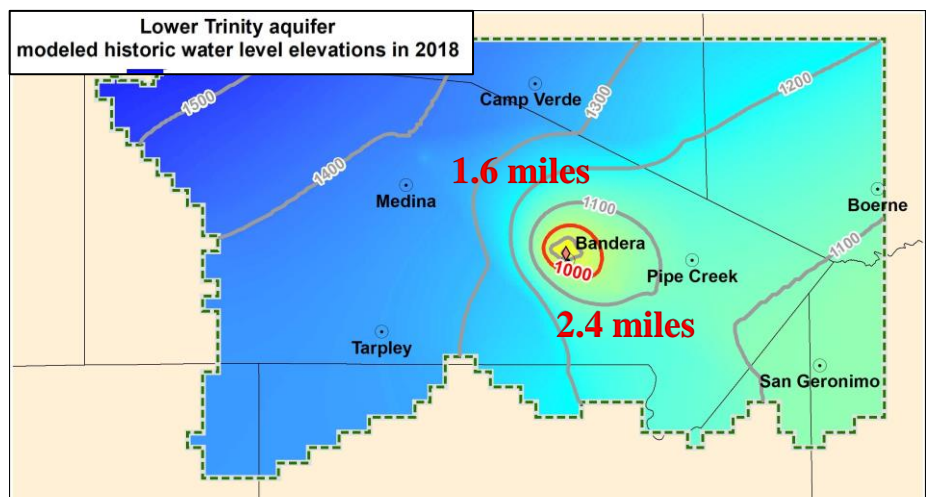 Lower Trinity aquifer
modeled historic water level elevations in 2018
1500
1400
Camp Verde
1300
1200
1.6 miles
Medina
1100
Boerne
Bandera
1000
Pipe Creek
1100
2.4 miles
Tarpley
San Geronimo